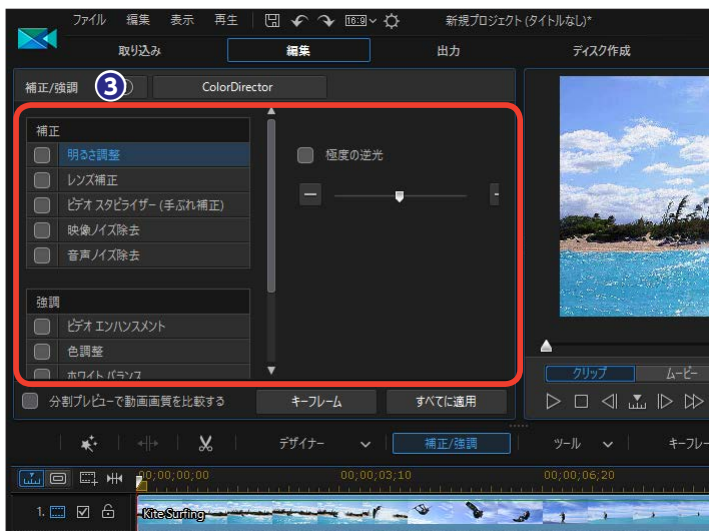 ファイル 編集 表示 再生 16:9 新規プロジェクト (タイトルなし)*
取り込み 編集 出力 ディスク作成
補正/強調 3 ColorDirector
補正
明るさ調整 極度の逆光
レンズ補正
ビデオ スタビライザー (手ぶれ補正)
映像ノイズ除去
音声ノイズ除去
強調
ビデオ エンハンスメント
色調整
ホワイト バランス
クリップ ムービー
分割プレビューで動画画質を比較する キーフレーム すべてに適用
デザイナー 補正/強調 ツール キーフレー
00;00;00;00 00;00;03;10 00;00;06;20
1. Kite Surfing